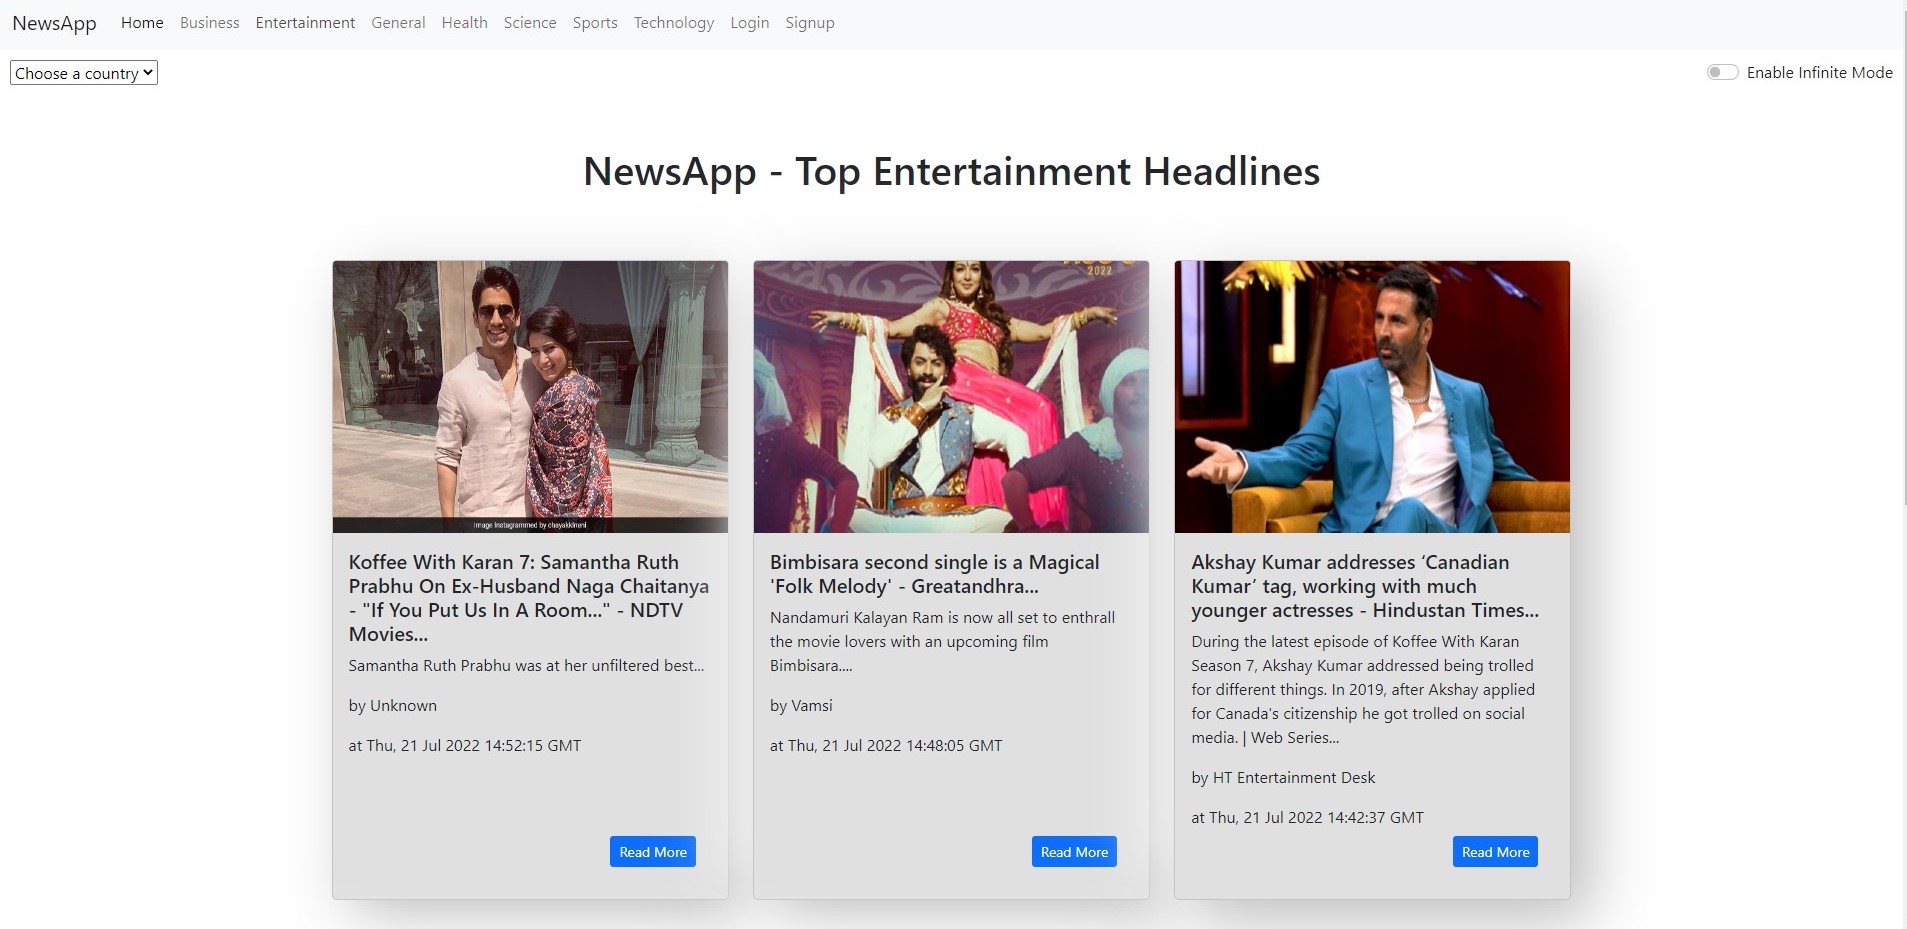 NewsApp Home Business Entertainment General Health Science Sports Technology Login Signup
Choose a country
Enable Infinite Mode
NewsApp - Top Entertainment Headlines
Image Instagrammed by chayakkineni
Koffee With Karan 7: Samantha Ruth
Prabhu On Ex-Husband Naga Chaitanya
- "If You Put Us In A Room..." - NDTV
Movies...
Samantha Ruth Prabhu was at her unfiltered best...
by Unknown
at Thu, 21 Jul 2022 14:52:15 GMT
Read More
2022
Bimbisara second single is a Magical
'Folk Melody' - Greatandhra...
Nandamuri Kalayan Ram is now all set to enthrall
the movie lovers with an upcoming film
Bimbisara....
by Vamsi
at Thu, 21 Jul 2022 14:48:05 GMT
Read More
Akshay Kumar addresses ‘Canadian
Kumar’ tag, working with much
younger actresses - Hindustan Times...
During the latest episode of Koffee With Karan
Season 7, Akshay Kumar addressed being trolled
for different things. In 2019, after Akshay applied
for Canada's citizenship he got trolled on social
media. | Web Series...
by HT Entertainment Desk
at Thu, 21 Jul 2022 14:42:37 GMT
Read More